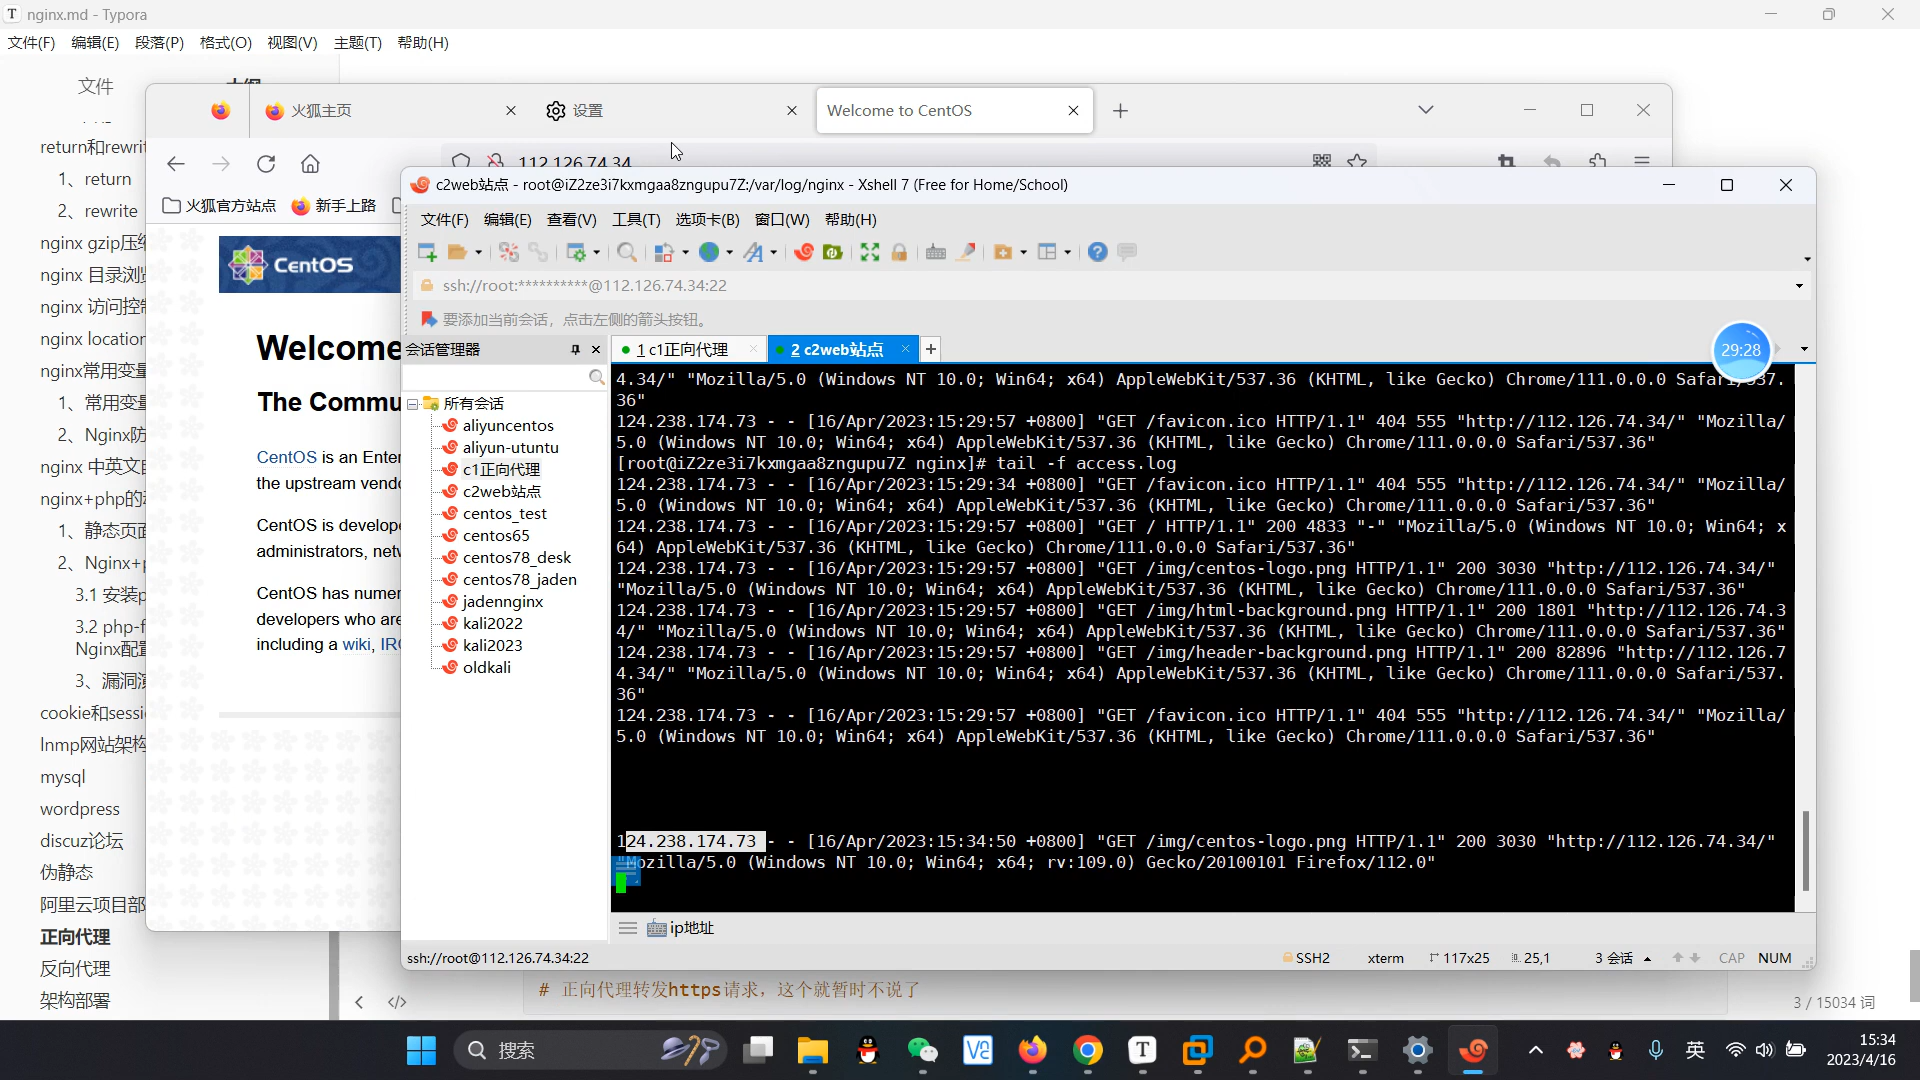 nginx.md - Typora
文件(F) 编辑(E) 段落(P) 格式(O) 视图(V) 主题(T) 帮助(H)
文件
return和rewrit
1、return
2、rewrite
nginx gzip压缩
nginx 目录浏览
nginx 访问控制
nginx location
nginx常用变量
1、常用变量
2、Nginx防
nginx 中英文
nginx+php的
1、静态页面
2、Nginx+p
3.1 安装p
3.2 php-f
Nginx配置
3、漏洞演
cookie和sessi
lnmp网站架构
mysql
wordpress
discuz论坛
伪静态
阿里云项目部
正向代理
反向代理
架构部署
火狐主页
设置
Welcome to CentOS
112.126.74.34
火狐官方站点 新手上路
CentOS
Welcome
The Commu
CentOS is an Enter
the upstream vend
CentOS is develope
administrators, netw
CentOS has numer
developers who are
including a wiki, IRC
c2web站点 - root@iZ2ze3i7kxmgaa8zngupu7Z:/var/log/nginx - Xshell 7 (Free for Home/School)
文件(F) 编辑(E) 查看(V) 工具(T) 选项卡(B) 窗口(W) 帮助(H)
ssh://root:**********@112.126.74.34:22
要添加当前会话，点击左侧的箭头按钮。
会话管理器
所有会话
aliyuncentos
aliyun-utuntu
c1正向代理
c2web站点
centos_test
centos65
centos78_desk
centos78_jaden
jadennginx
kali2022
kali2023
oldkali
1 c1正向代理 2 c2web站点
29:28
4.34/" "Mozilla/5.0 (Windows NT 10.0; Win64; x64) AppleWebKit/537.36 (KHTML, like Gecko) Chrome/111.0.0.0 Safari/537.
36"
124.238.174.73 - - [16/Apr/2023:15:29:57 +0800] "GET /favicon.ico HTTP/1.1" 404 555 "http://112.126.74.34/" "Mozilla/
5.0 (Windows NT 10.0; Win64; x64) AppleWebKit/537.36 (KHTML, like Gecko) Chrome/111.0.0.0 Safari/537.36"
[root@iZ2ze3i7kxmgaa8zngupu7Z nginx]# tail -f access.log
124.238.174.73 - - [16/Apr/2023:15:29:34 +0800] "GET /favicon.ico HTTP/1.1" 404 555 "http://112.126.74.34/" "Mozilla/
5.0 (Windows NT 10.0; Win64; x64) AppleWebKit/537.36 (KHTML, like Gecko) Chrome/111.0.0.0 Safari/537.36"
124.238.174.73 - - [16/Apr/2023:15:29:57 +0800] "GET / HTTP/1.1" 200 4833 "-" "Mozilla/5.0 (Windows NT 10.0; Win64; x
64) AppleWebKit/537.36 (KHTML, like Gecko) Chrome/111.0.0.0 Safari/537.36"
124.238.174.73 - - [16/Apr/2023:15:29:57 +0800] "GET /img/centos-logo.png HTTP/1.1" 200 3030 "http://112.126.74.34/"
"Mozilla/5.0 (Windows NT 10.0; Win64; x64) AppleWebKit/537.36 (KHTML, like Gecko) Chrome/111.0.0.0 Safari/537.36"
124.238.174.73 - - [16/Apr/2023:15:29:57 +0800] "GET /img/html-background.png HTTP/1.1" 200 1801 "http://112.126.74.3
4/" "Mozilla/5.0 (Windows NT 10.0; Win64; x64) AppleWebKit/537.36 (KHTML, like Gecko) Chrome/111.0.0.0 Safari/537.36"
124.238.174.73 - - [16/Apr/2023:15:29:57 +0800] "GET /img/header-background.png HTTP/1.1" 200 82896 "http://112.126.7
4.34/" "Mozilla/5.0 (Windows NT 10.0; Win64; x64) AppleWebKit/537.36 (KHTML, like Gecko) Chrome/111.0.0.0 Safari/537.
36"
124.238.174.73 - - [16/Apr/2023:15:29:57 +0800] "GET /favicon.ico HTTP/1.1" 404 555 "http://112.126.74.34/" "Mozilla/
5.0 (Windows NT 10.0; Win64; x64) AppleWebKit/537.36 (KHTML, like Gecko) Chrome/111.0.0.0 Safari/537.36"
124.238.174.73 - - [16/Apr/2023:15:34:50 +0800] "GET /img/centos-logo.png HTTP/1.1" 200 3030 "http://112.126.74.34/"
"Mozilla/5.0 (Windows NT 10.0; Win64; x64; rv:109.0) Gecko/20100101 Firefox/112.0"
ip地址
ssh://root@112.126.74.34:22 SSH2 xterm 117x25 25,1 3 会话 CAP NUM
# 正向代理转发https请求，这个就暂时不说了
3 / 15034 词
搜索
英
15:34
2023/4/16